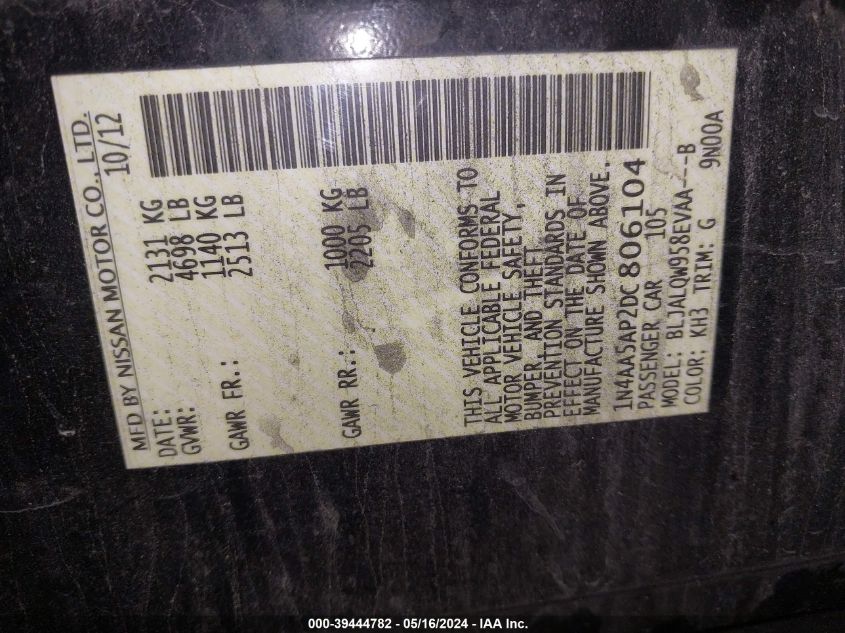 MFD BY NISSAN MOTOR CO., LTD.
DATE: 10/12
GVWR: 2131 KG
4698 LB
GAWR FR.: 1140 KG
2513 LB
GAWR RR.: 1000 KG
2205 LB
THIS VEHICLE CONFORMS TO
ALL APPLICABLE FEDERAL
MOTOR VEHICLE SAFETY,
BUMPER, AND THEFT
PREVENTION STANDARDS IN
EFFECT ON THE DATE OF
MANUFACTURE SHOWN ABOVE.
1N4AA5AP2DC806104
PASSENGER CAR 105
MODEL: BLJALQW958EVAA---B
COLOR: KH3 TRIM: G 9N00A
000-39444782 - 05/16/2024 - IAA Inc.